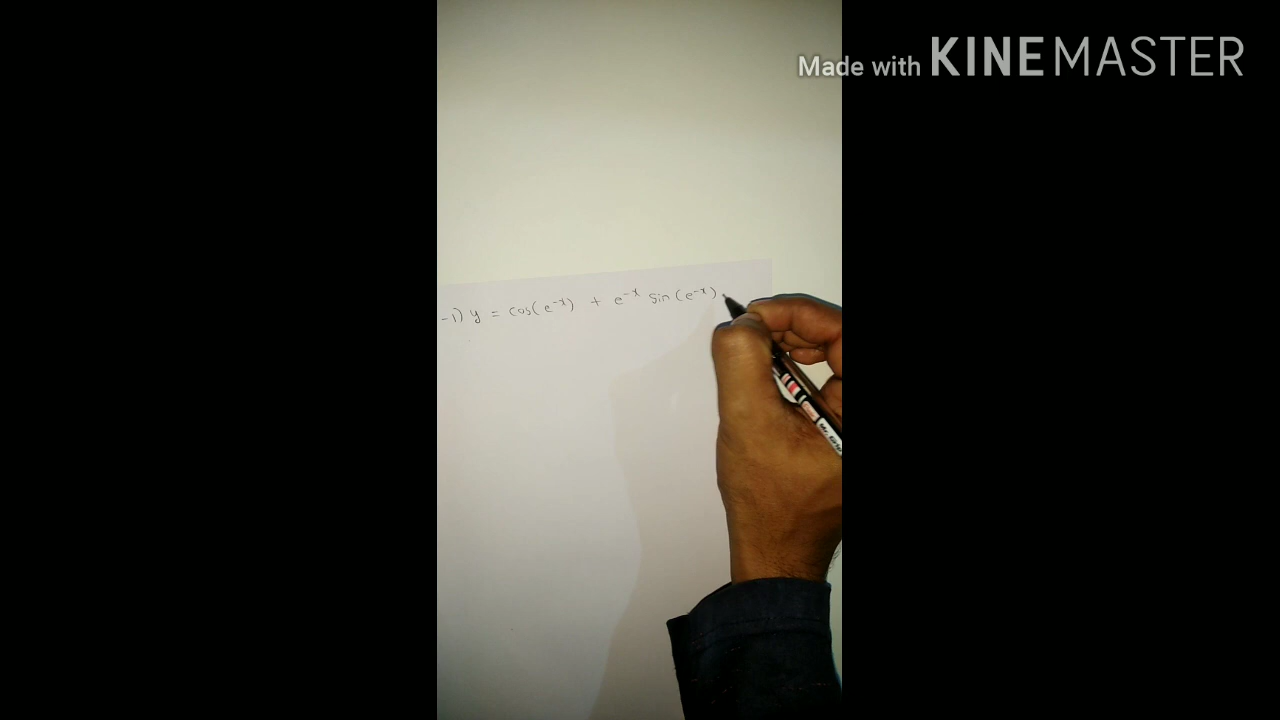 Made with KINEMASTER
-1) y = cos(e^-x) + e^-x sin(e^-x)